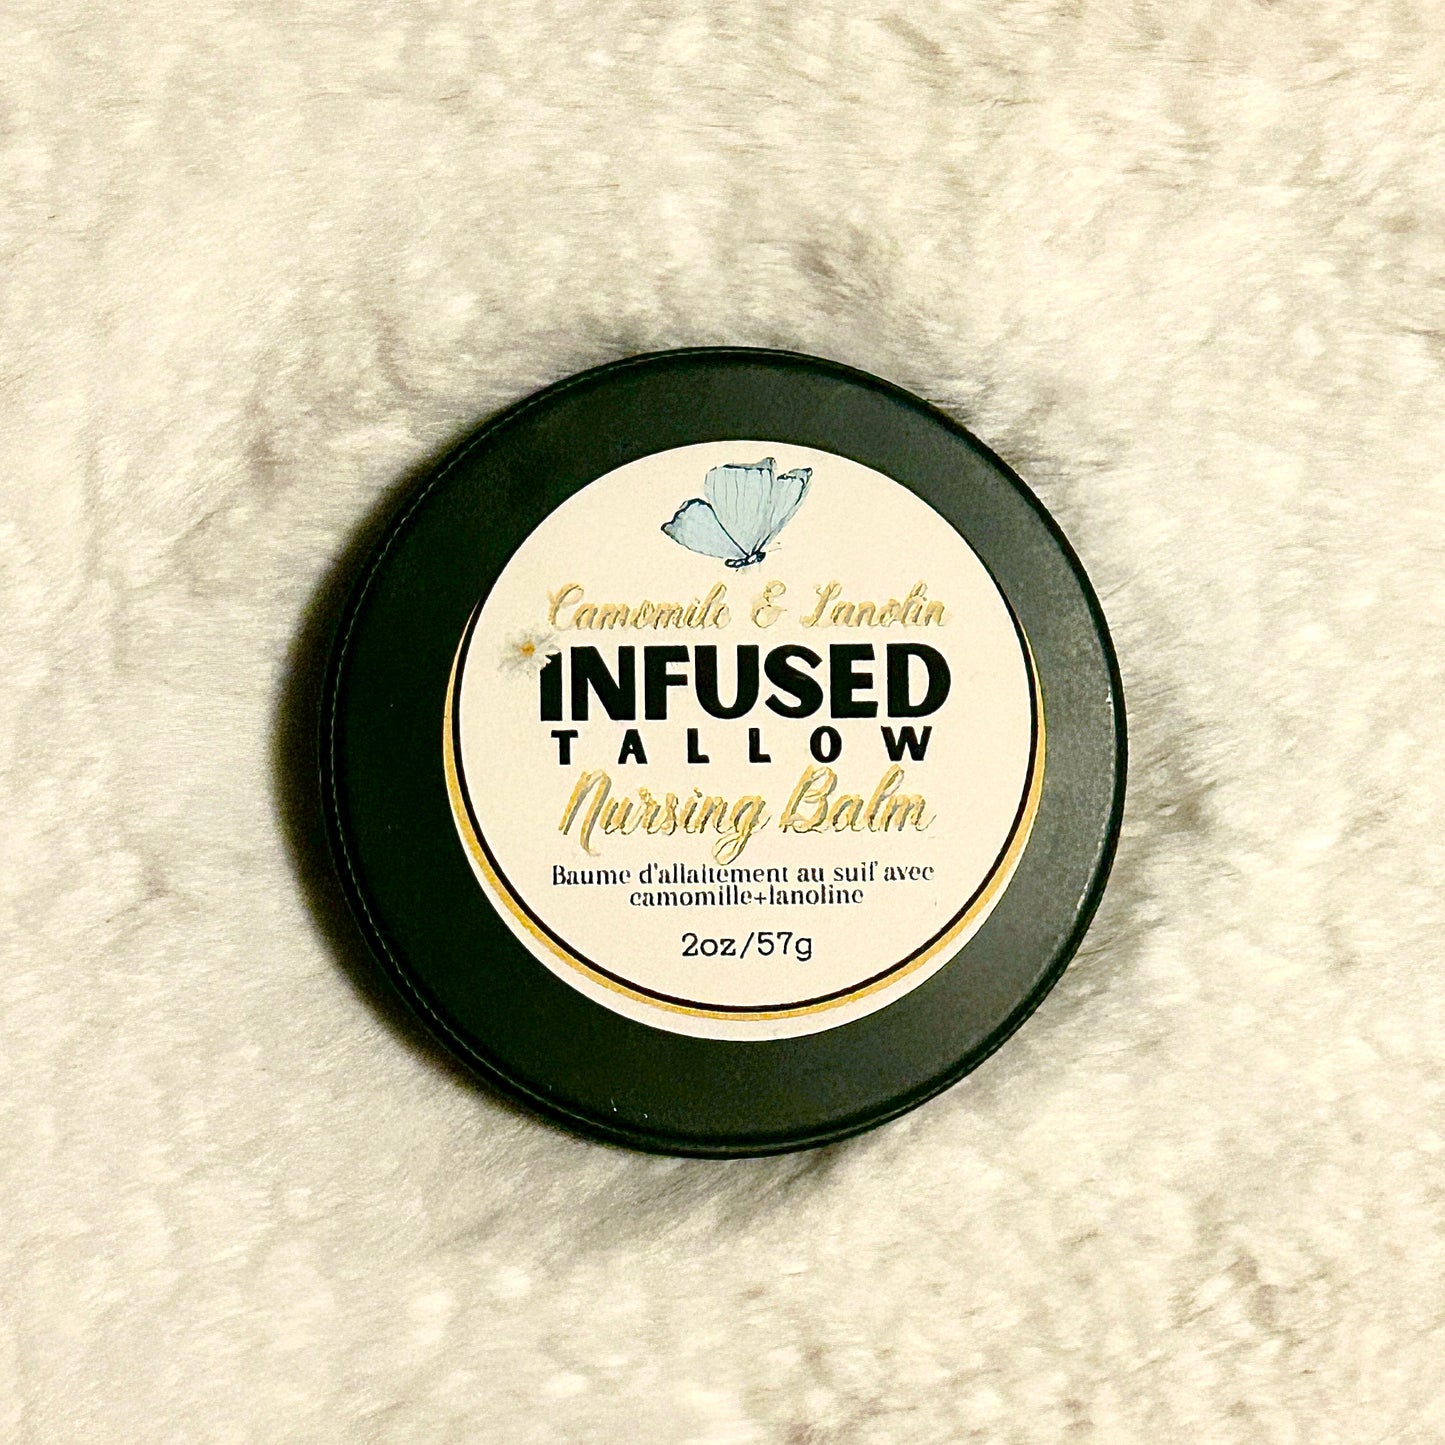 Camomile & Lanolin
INFUSED
TALLOW
Nursing Balm
Baume d'allaitement au suif avec
camomille+lanoline
2oz/57g